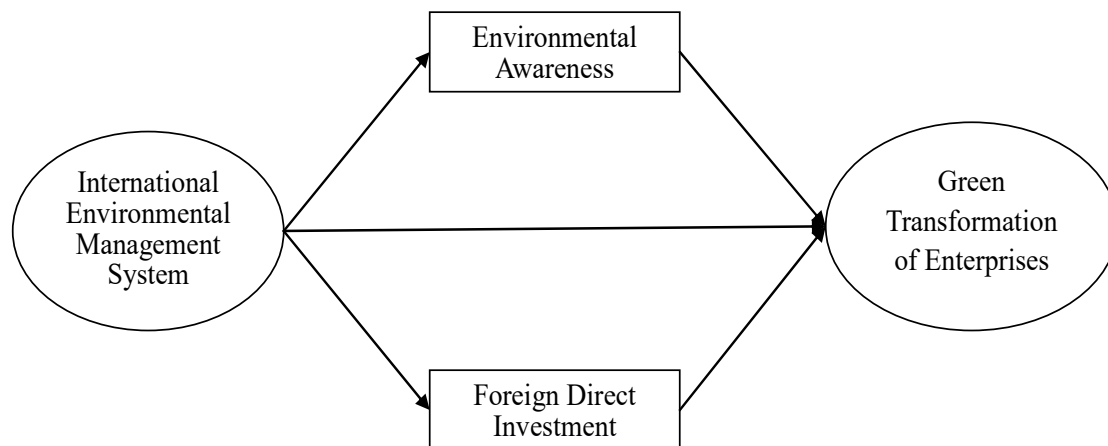 Environmental
Awareness
International
Environmental
Management
System
Green
Transformation
of Enterprises
Foreign Direct
Investment